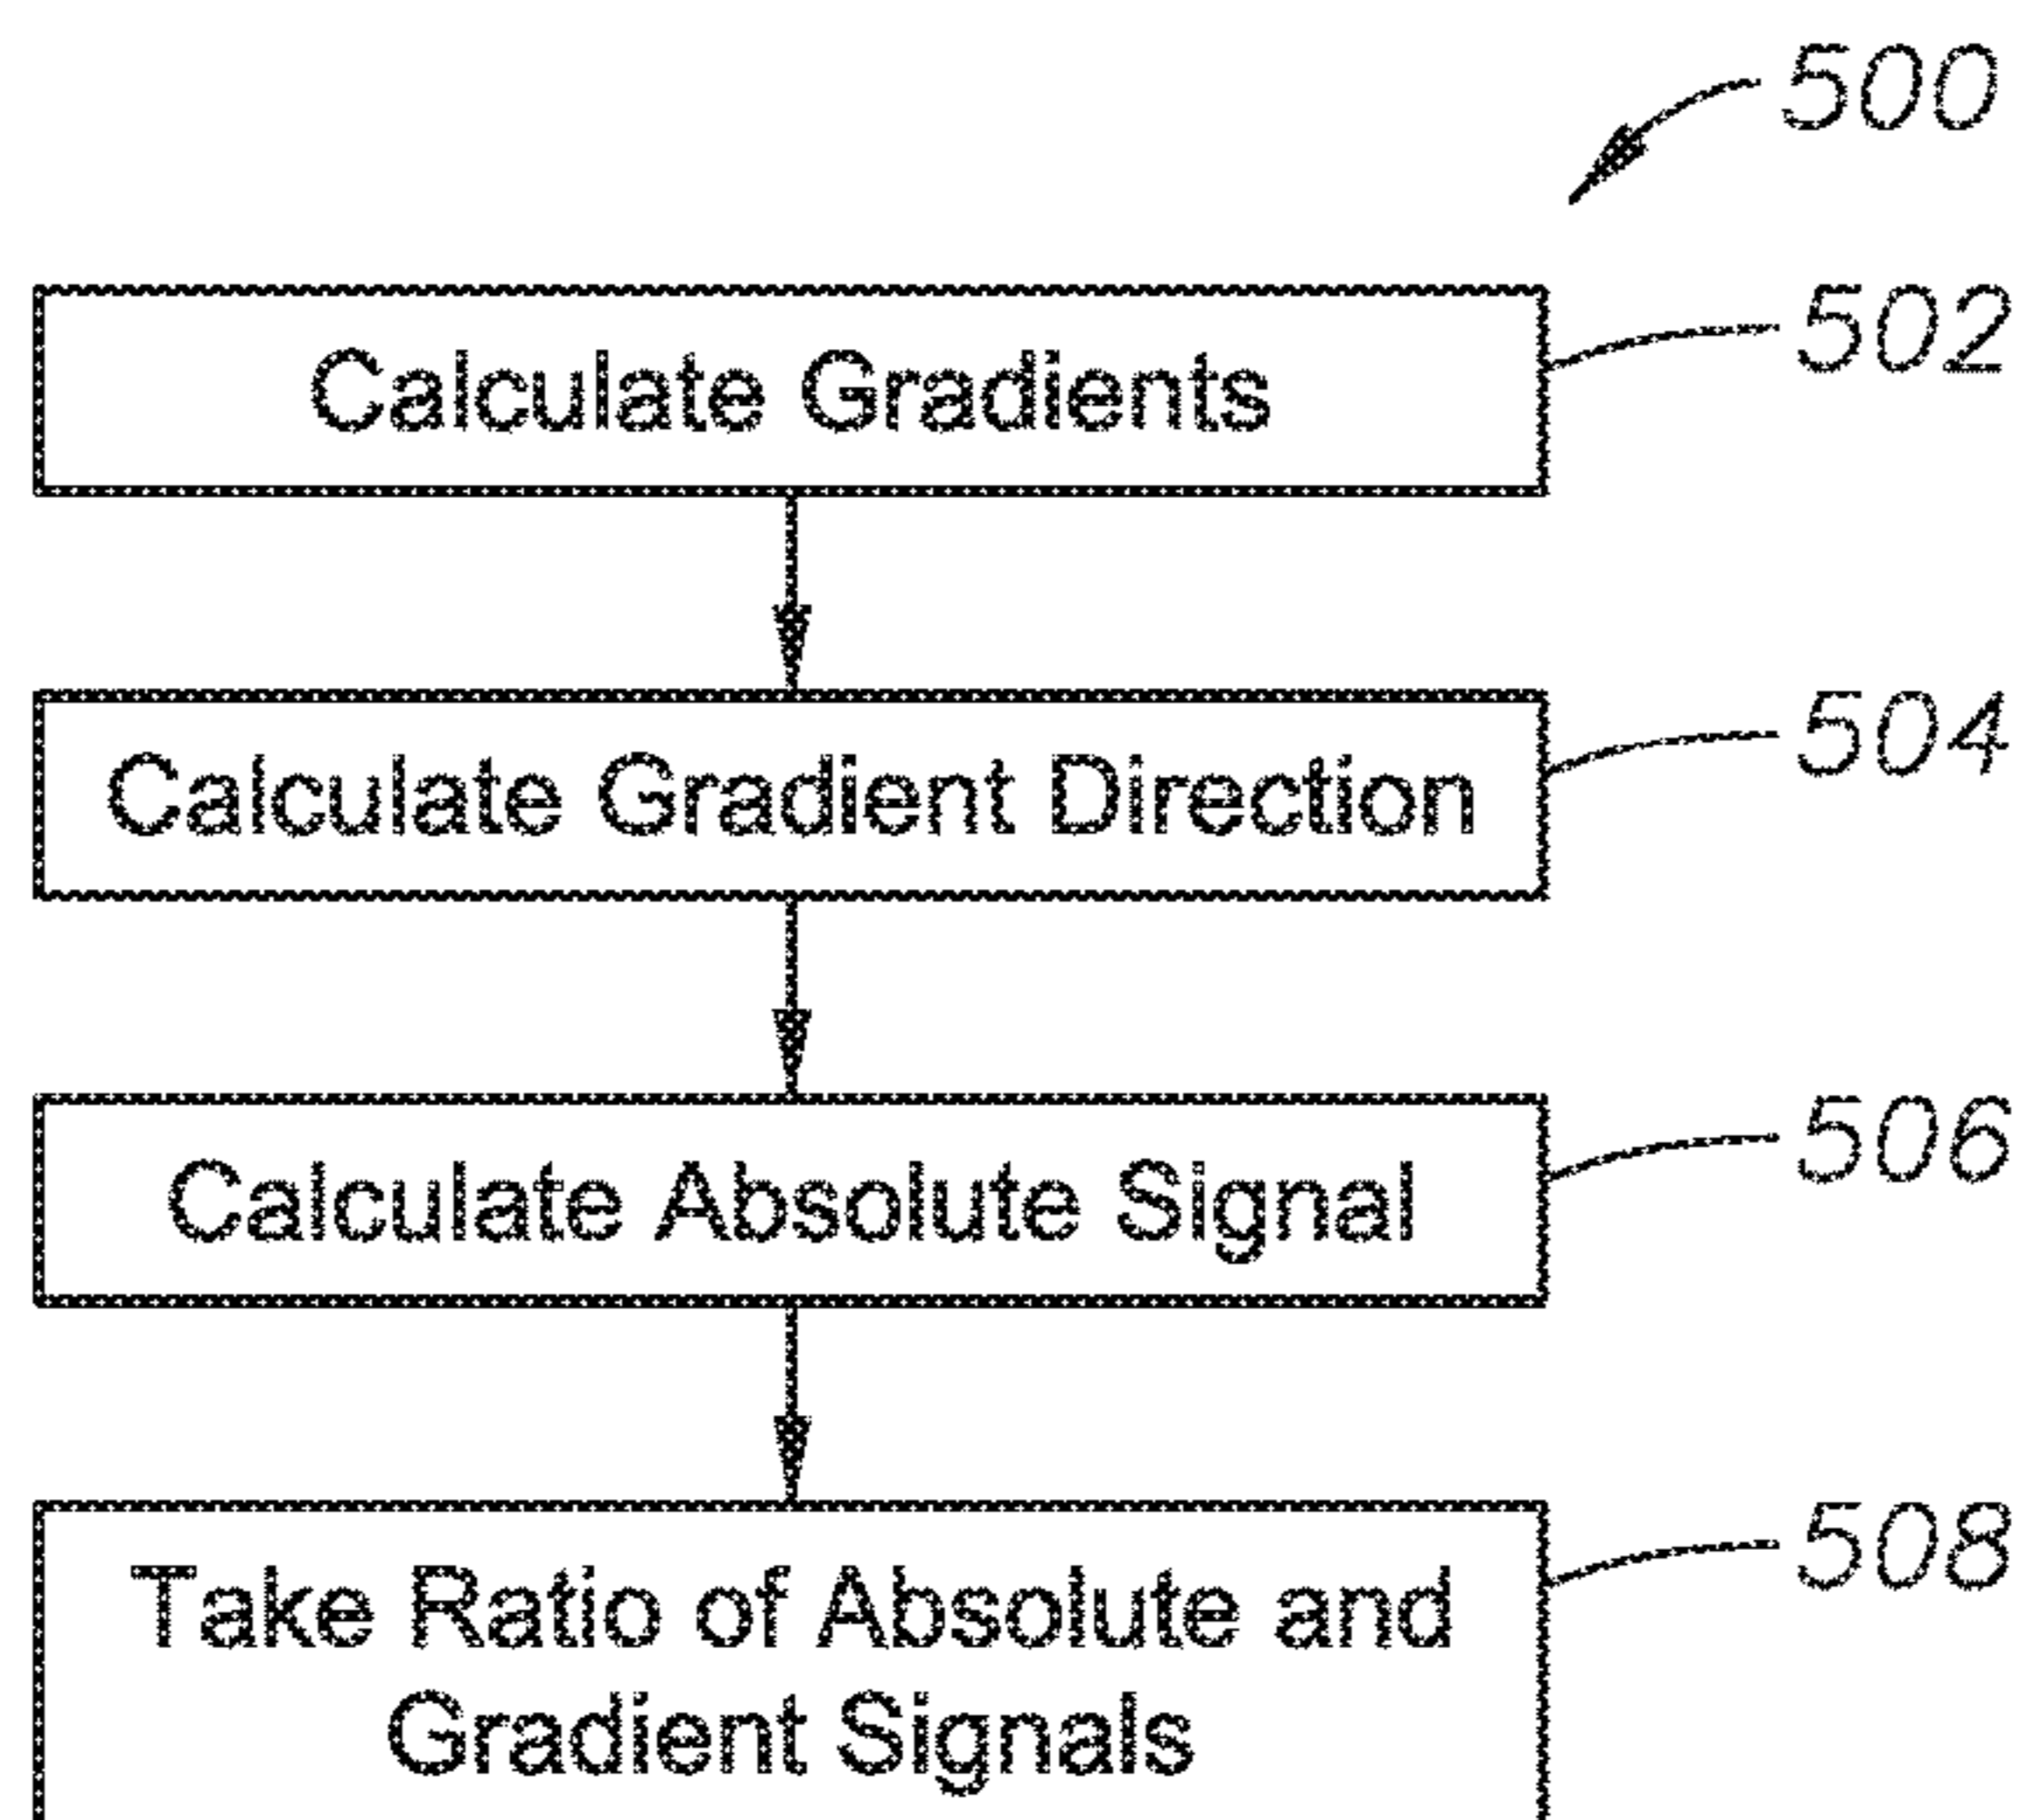 500
Calculate Gradients
502
Calculate Gradient Direction
504
Calculate Absolute Signal
506
Take Ratio of Absolute and
Gradient Signals
508